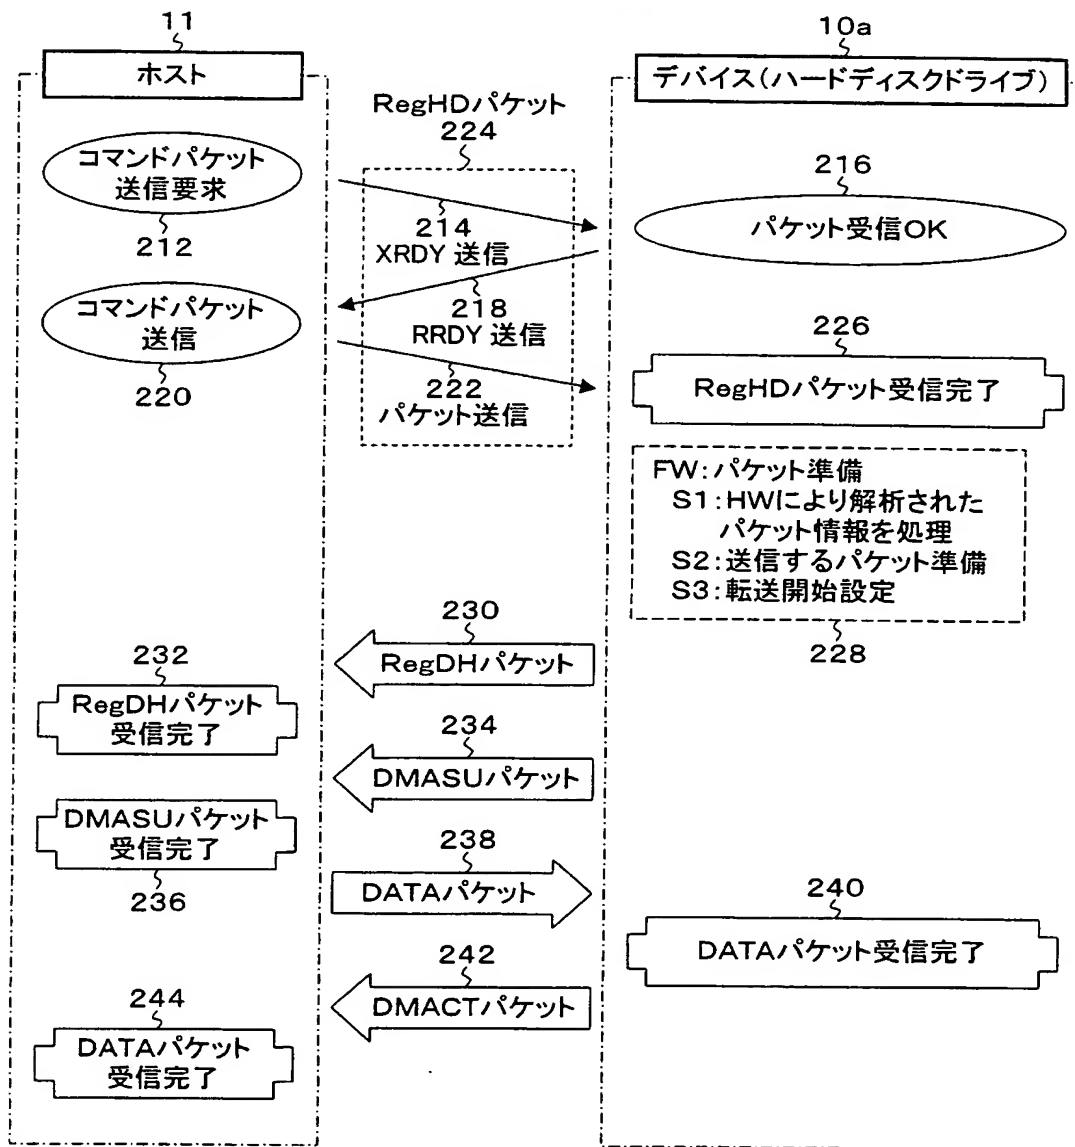 11
ホスト
10a
デバイス(ハードディスクドライブ)
RegHDパケット
224
コマンドパケット
送信要求
212
214
XRDY 送信
216
パケット受信OK
218
RRDY 送信
コマンドパケット
送信
220
222
パケット送信
226
RegHDパケット受信完了
FW:パケット準備
S1:HWにより解析された
パケット情報を処理
S2:送信するパケット準備
S3:転送開始設定
228
230
RegDHパケット
232
RegDHパケット
受信完了
234
DMASUパケット
DMASUパケット
受信完了
236
238
DATAパケット
240
DATAパケット受信完了
242
DMACTパケット
244
DATAパケット
受信完了